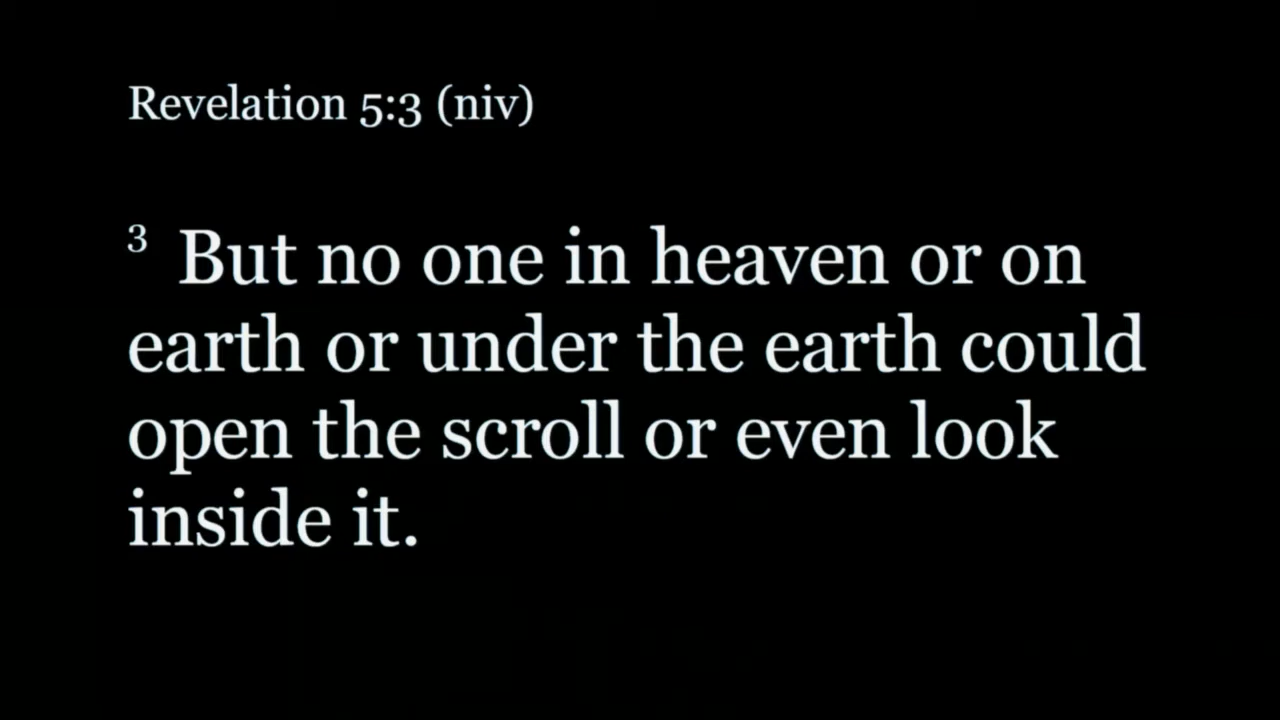 Revelation 5:3 (niv)
3 But no one in heaven or on
earth or under the earth could
open the scroll or even look
inside it.